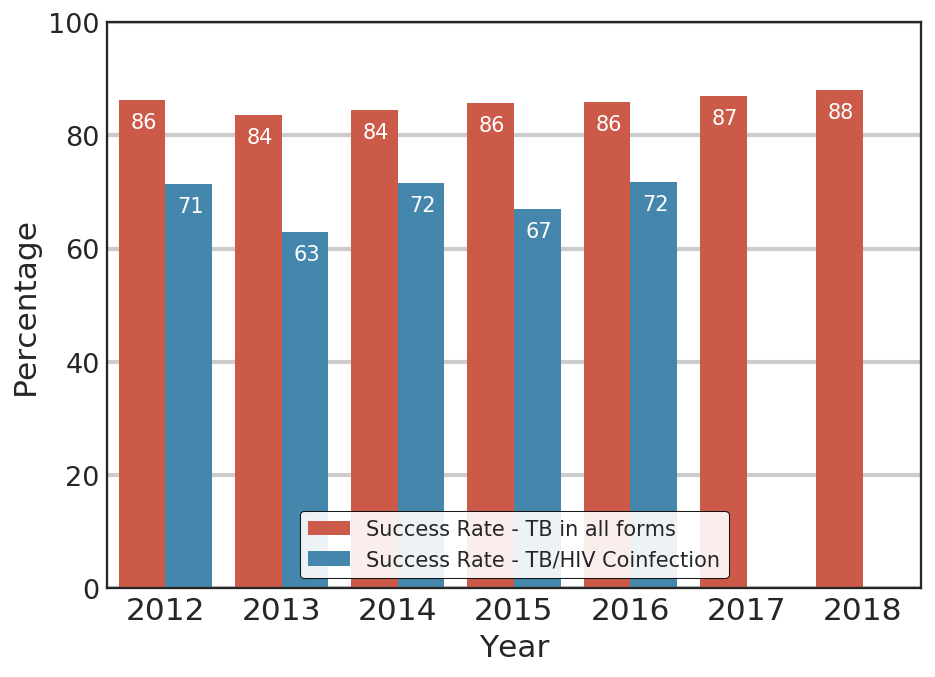 100
80
60
40
20
0
Percentage
86 84 84 86 86 87 88
71 63 72 67 72
Success Rate - TB in all forms
Success Rate - TB/HIV Coinfection
2012 2013 2014 2015 2016 2017 2018
Year